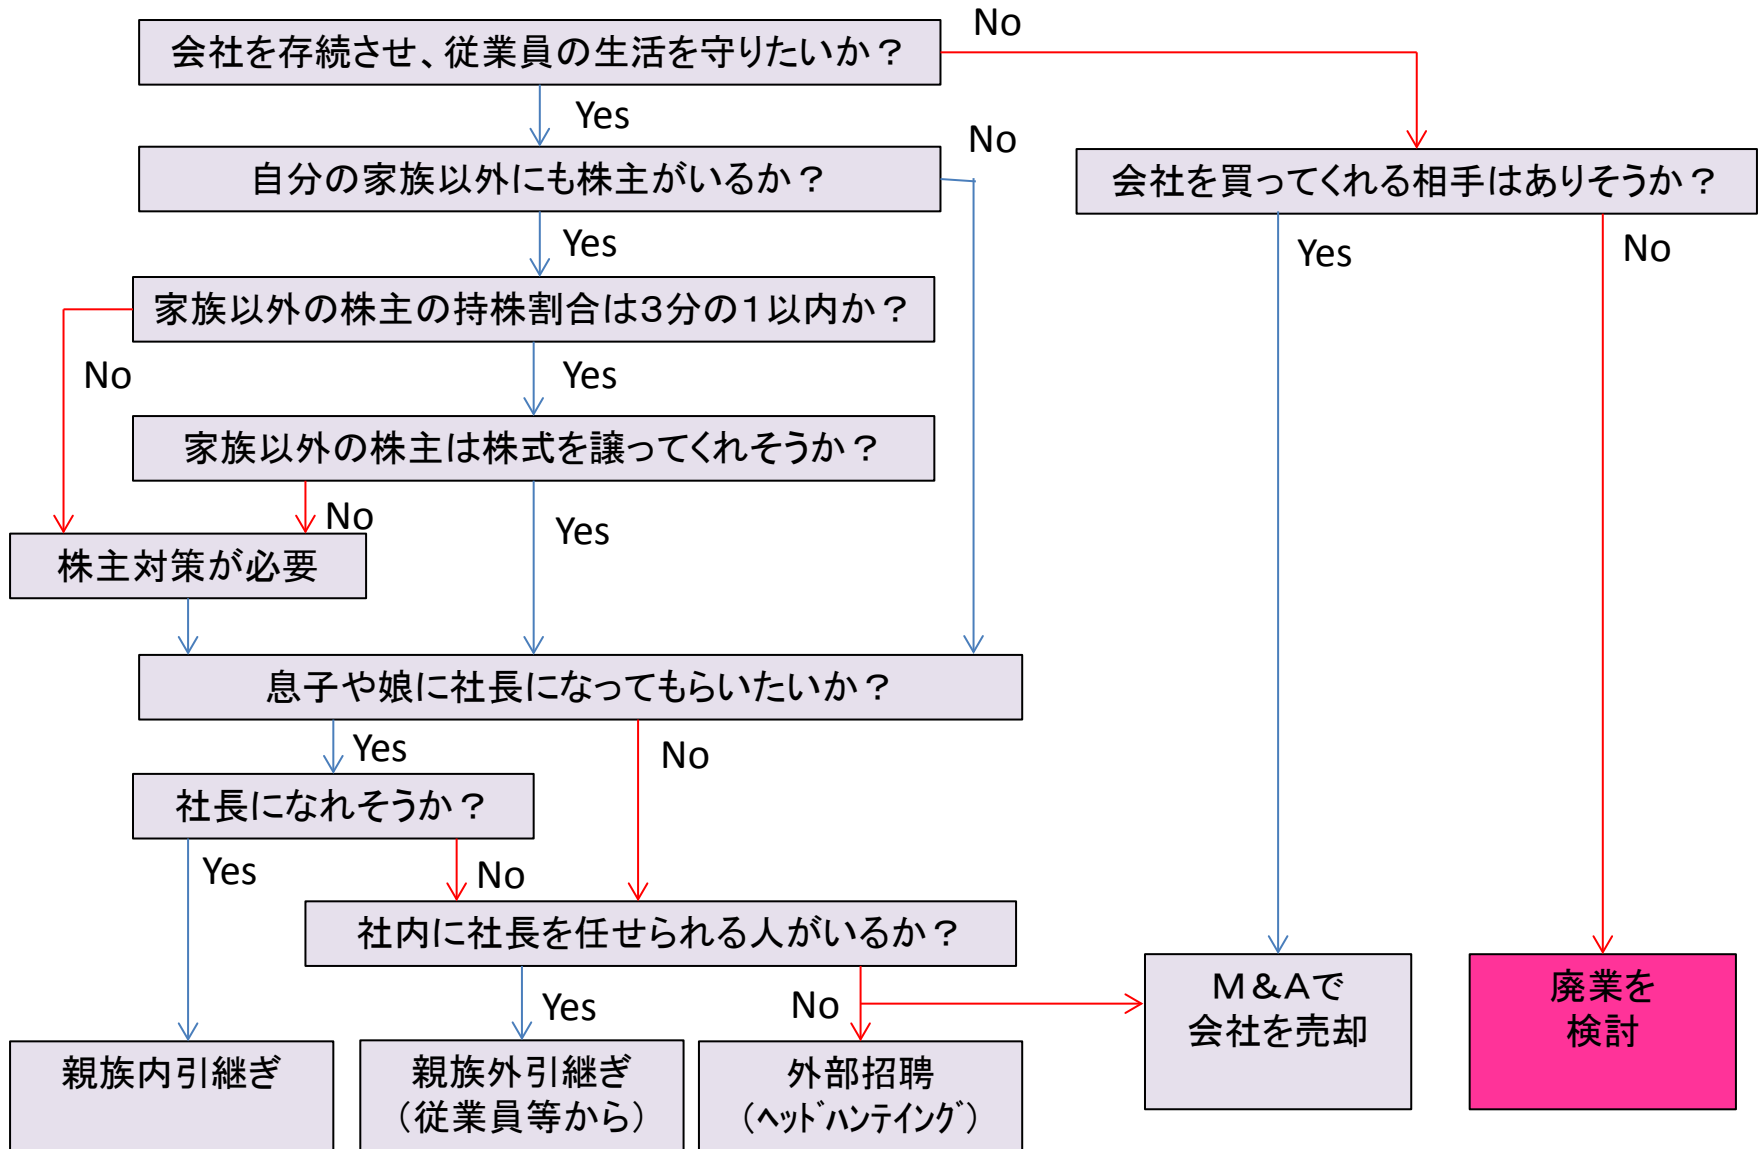 No
会社を存続させ、従業員の生活を守りたいか？
Yes
No
自分の家族以外にも株主がいるか？
会社を買ってくれる相手はありそうか？
Yes
Yes
No
家族以外の株主の持株割合は３分の１以内か？
No
Yes
家族以外の株主は株式を譲ってくれそうか？
No
Yes
株主対策が必要
息子や娘に社長になってもらいたいか？
Yes
No
社長になれそうか？
Yes
No
社内に社長を任せられる人がいるか？
Yes
No
M&Aで
会社を売却
廃業を
検討
親族内引継ぎ
親族外引継ぎ
（従業員等から）
外部招聘
（ﾍｯﾄﾞﾊﾝﾃｲﾝｸﾞ）